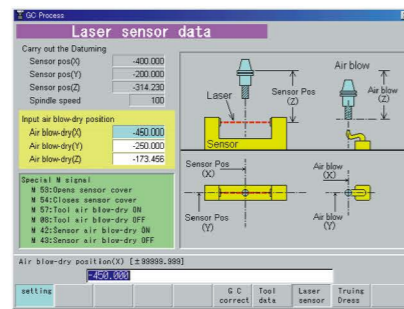 GC Process
Laser sensor data
Carry out the Datuming
Sensor pos(X) -400.000
Sensor pos(Y) -200.000
Sensor pos(Z) -314.230
Spindle speed 100
Input air blow-dry position
Air blow-dry(X) -450.000
Air blow-dry(Y) -250.000
Air blow-dry(Z) -173.456
Special M signal
M 53:Opens sensor cover
M 54:Closes sensor cover
M 57:Tool air blow-dry ON
M 08:Tool air blow-dry OFF
M 42:Sensor air blow-dry ON
M 43:Sensor air blow-dry OFF
Laser
Sensor Pos
(Z)
Sensor
Air blow
Air blow
(Z)
Sensor Pos
(X)
Sensor Pos
(Y)
Air blow
(X)
Air blow
(Y)
Air blow-dry position(X) [±99999.999]
-450.000
setting
G C
correct
Tool
data
Laser
sensor
Truing
Dress